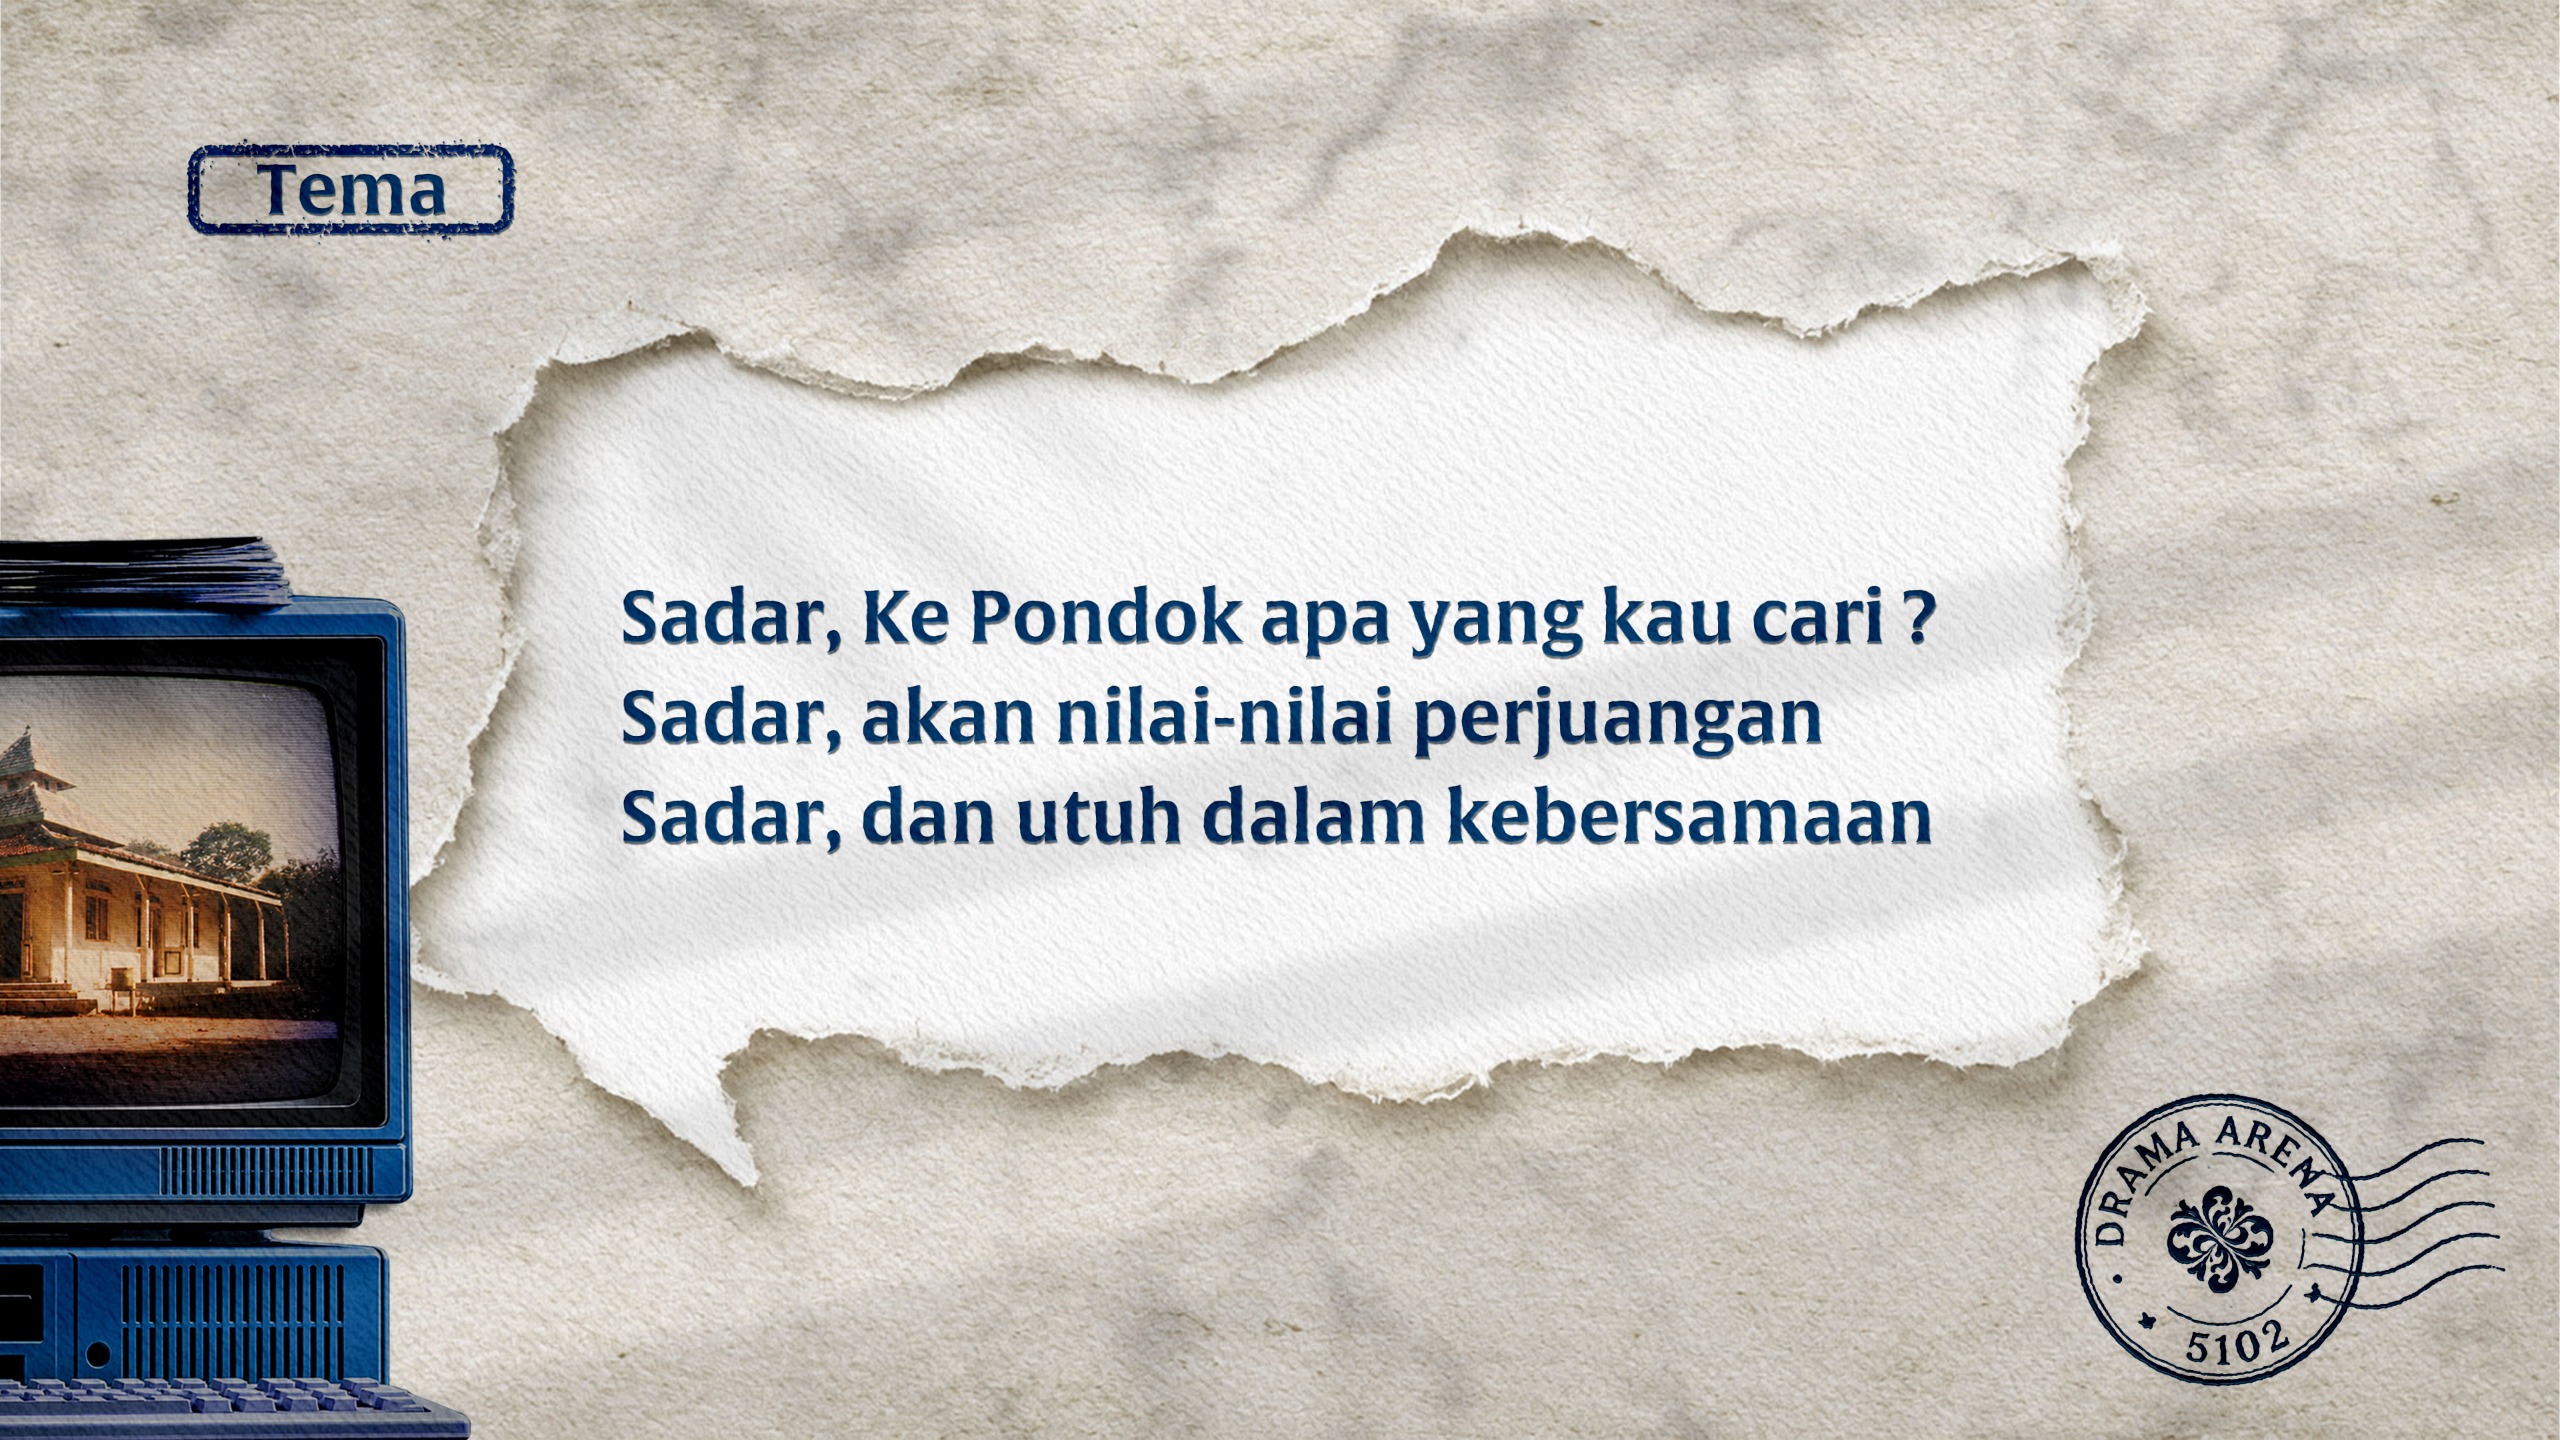 Tema
Sadar, Ke Pondok apa yang kau cari ?
Sadar, akan nilai-nilai perjuangan
Sadar, dan utuh dalam kebersamaan
DRAMA ARENA
5102